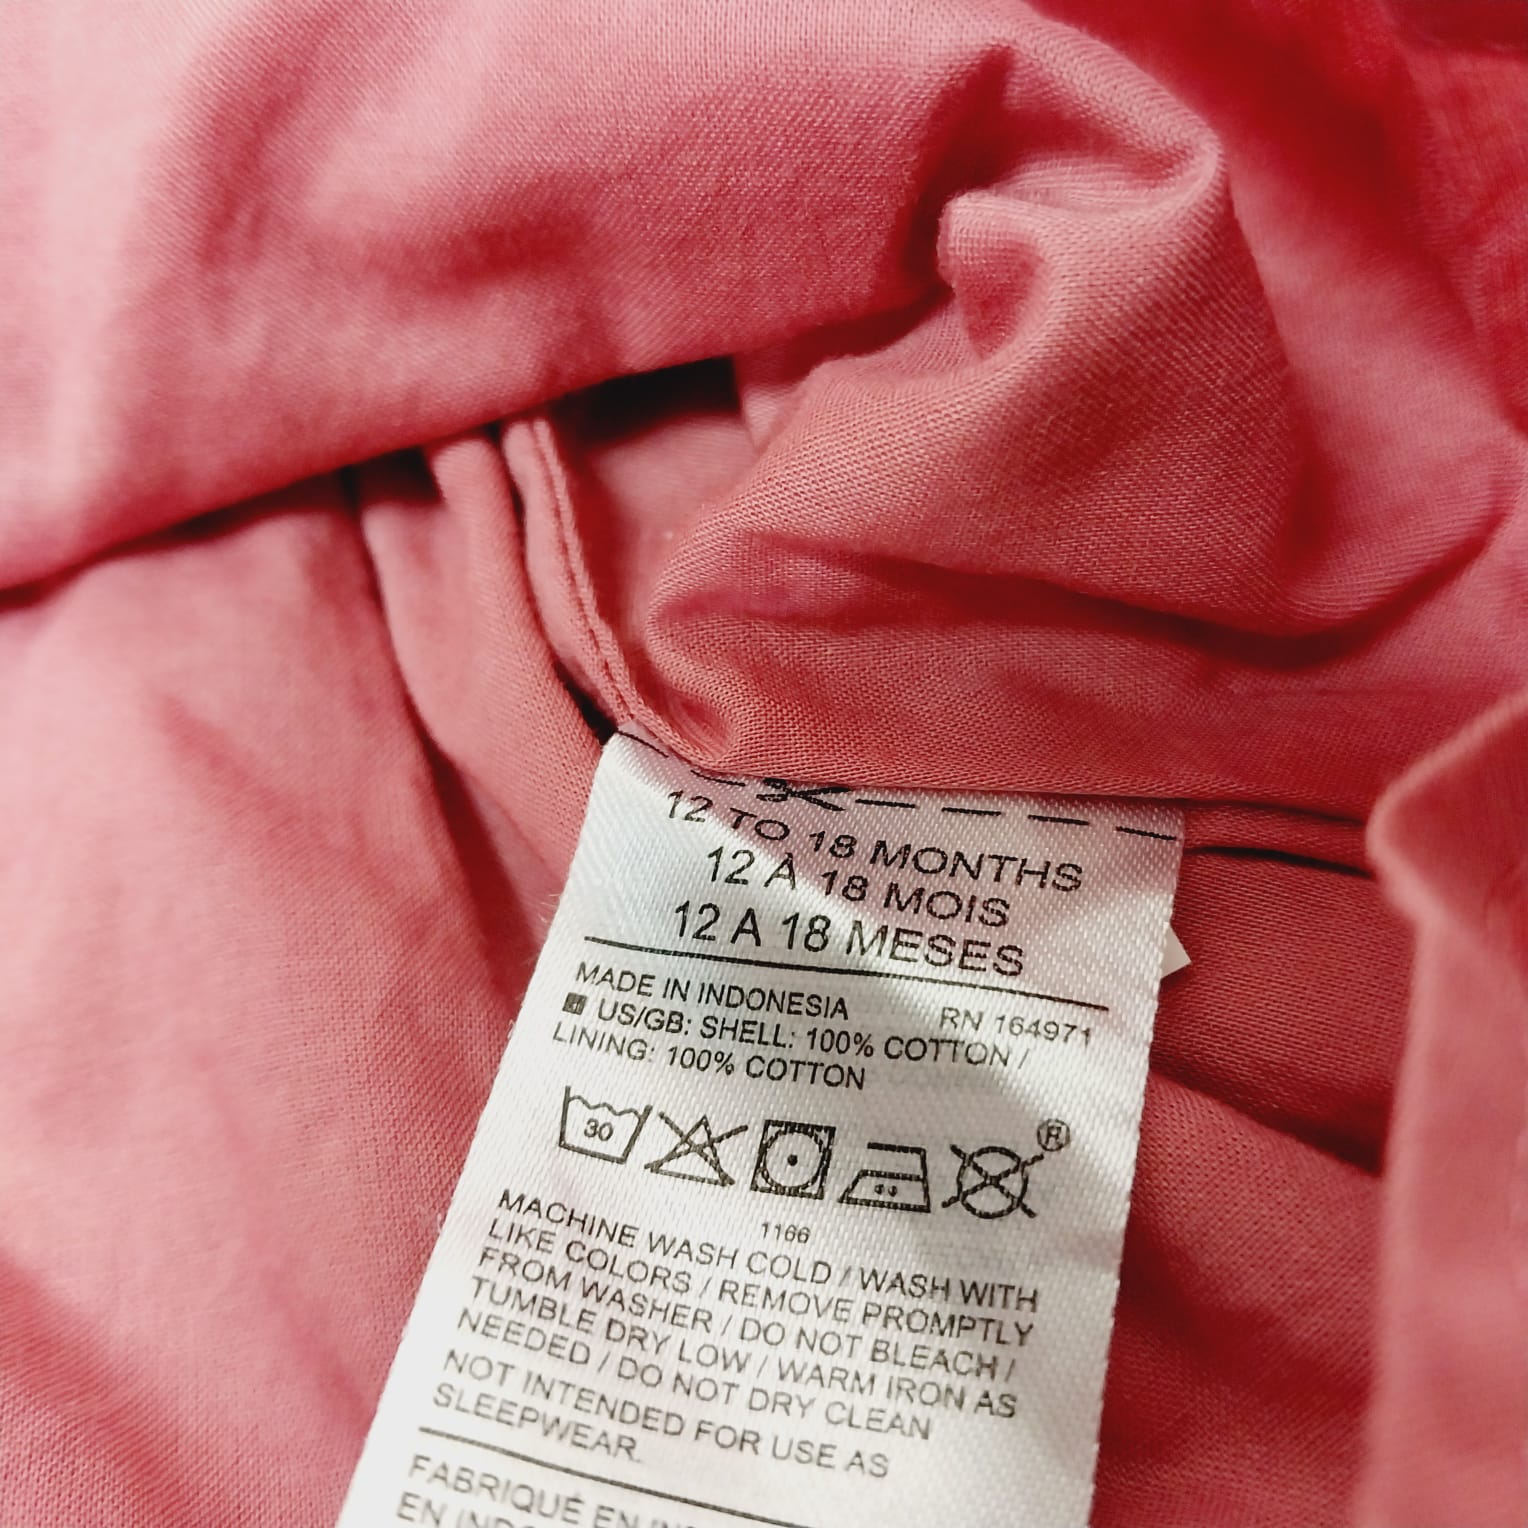 12 TO 18 MONTHS
12 A 18 MOIS
12 A 18 MESES
MADE IN INDONESIA RN 164971
US/GB: SHELL: 100% COTTON /
LINING: 100% COTTON
30
®
1166
MACHINE WASH COLD / WASH WITH
LIKE COLORS / REMOVE PROMPTLY
FROM WASHER / DO NOT BLEACH /
TUMBLE DRY LOW / WARM IRON AS
NEEDED / DO NOT DRY CLEAN
NOT INTENDED FOR USE AS
SLEEPWEAR.
FABRIQUÉ EN
EN